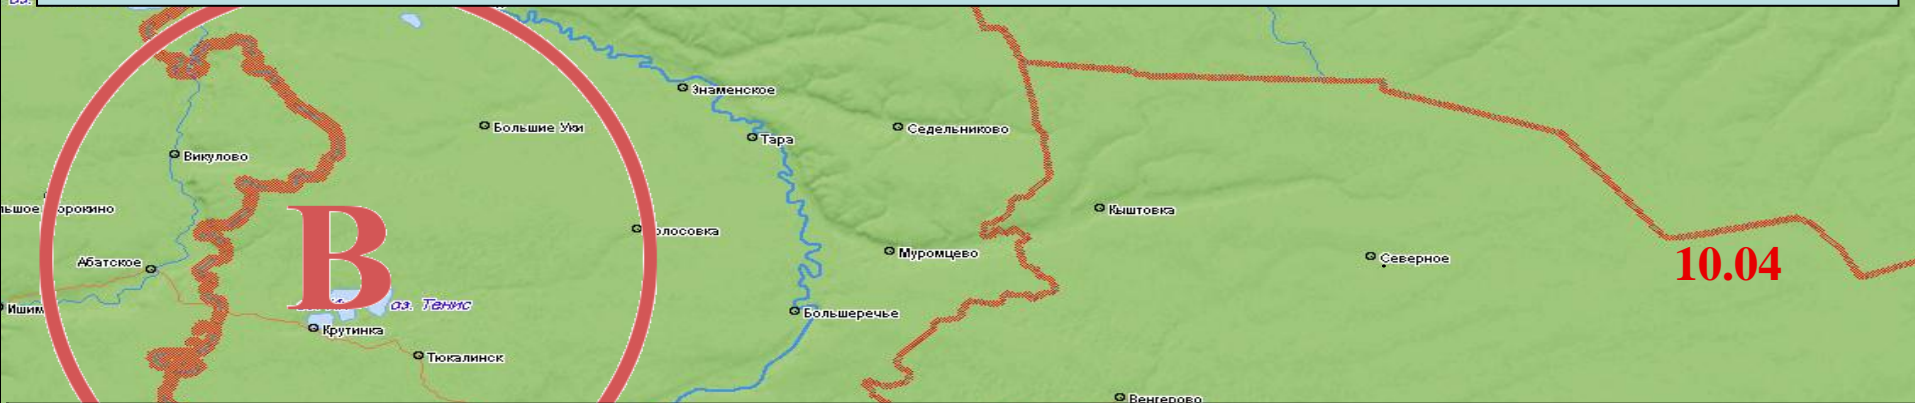 Знаменское
Большие Уки
Седельниково
Тара
Викулово
Кыштовка
В
олосовка
Муромцево
Северное
Абатское
10.04
оз. Тенис
Ишим
Большеречье
Крутинка
Тюкалинск
Венгерово